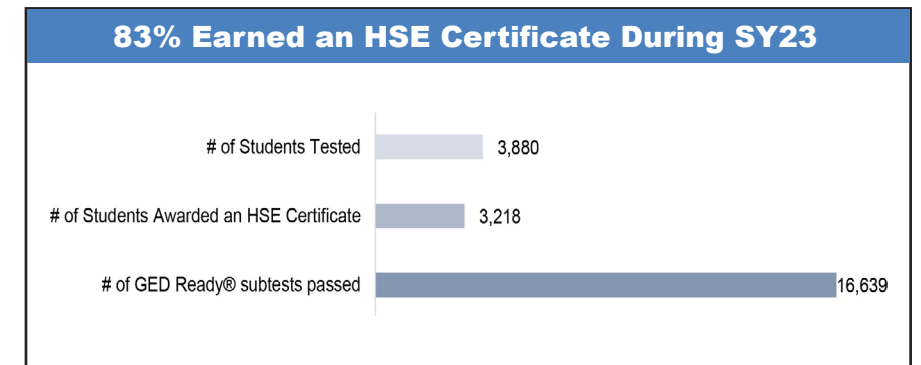 83% Earned an HSE Certificate During SY23
# of Students Tested
3,880
# of Students Awarded an HSE Certificate
3,218
# of GED Ready® subtests passed
16,639